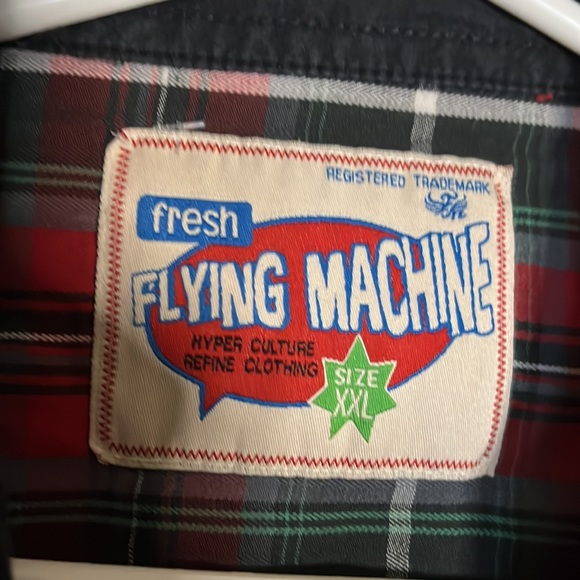 REGISTERED TRADEMARK
fresh
FLYING MACHINE
HYPER CULTURE
REFINE CLOTHING
SIZE
XXL